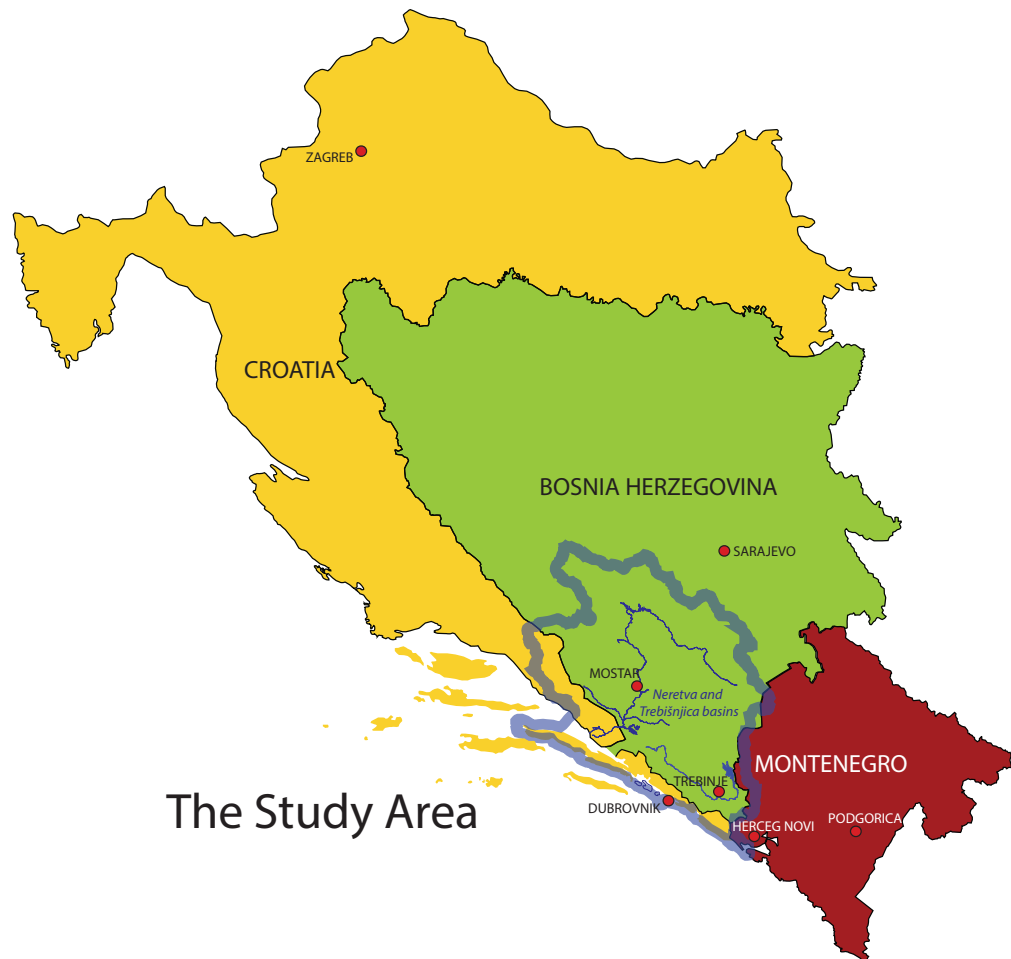 ZAGREB
CROATIA
BOSNIA HERZEGOVINA
SARAJEVO
MOSTAR
Neretva and
Trebišnjica basins
MONTENEGRO
TREBINJE
The Study Area
DUBROVNIK
HERCEG NOVI
PODGORICA